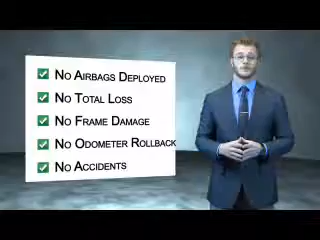 No Airbags Deployed
No Total Loss
No Frame Damage
No Odometer Rollback
No Accidents